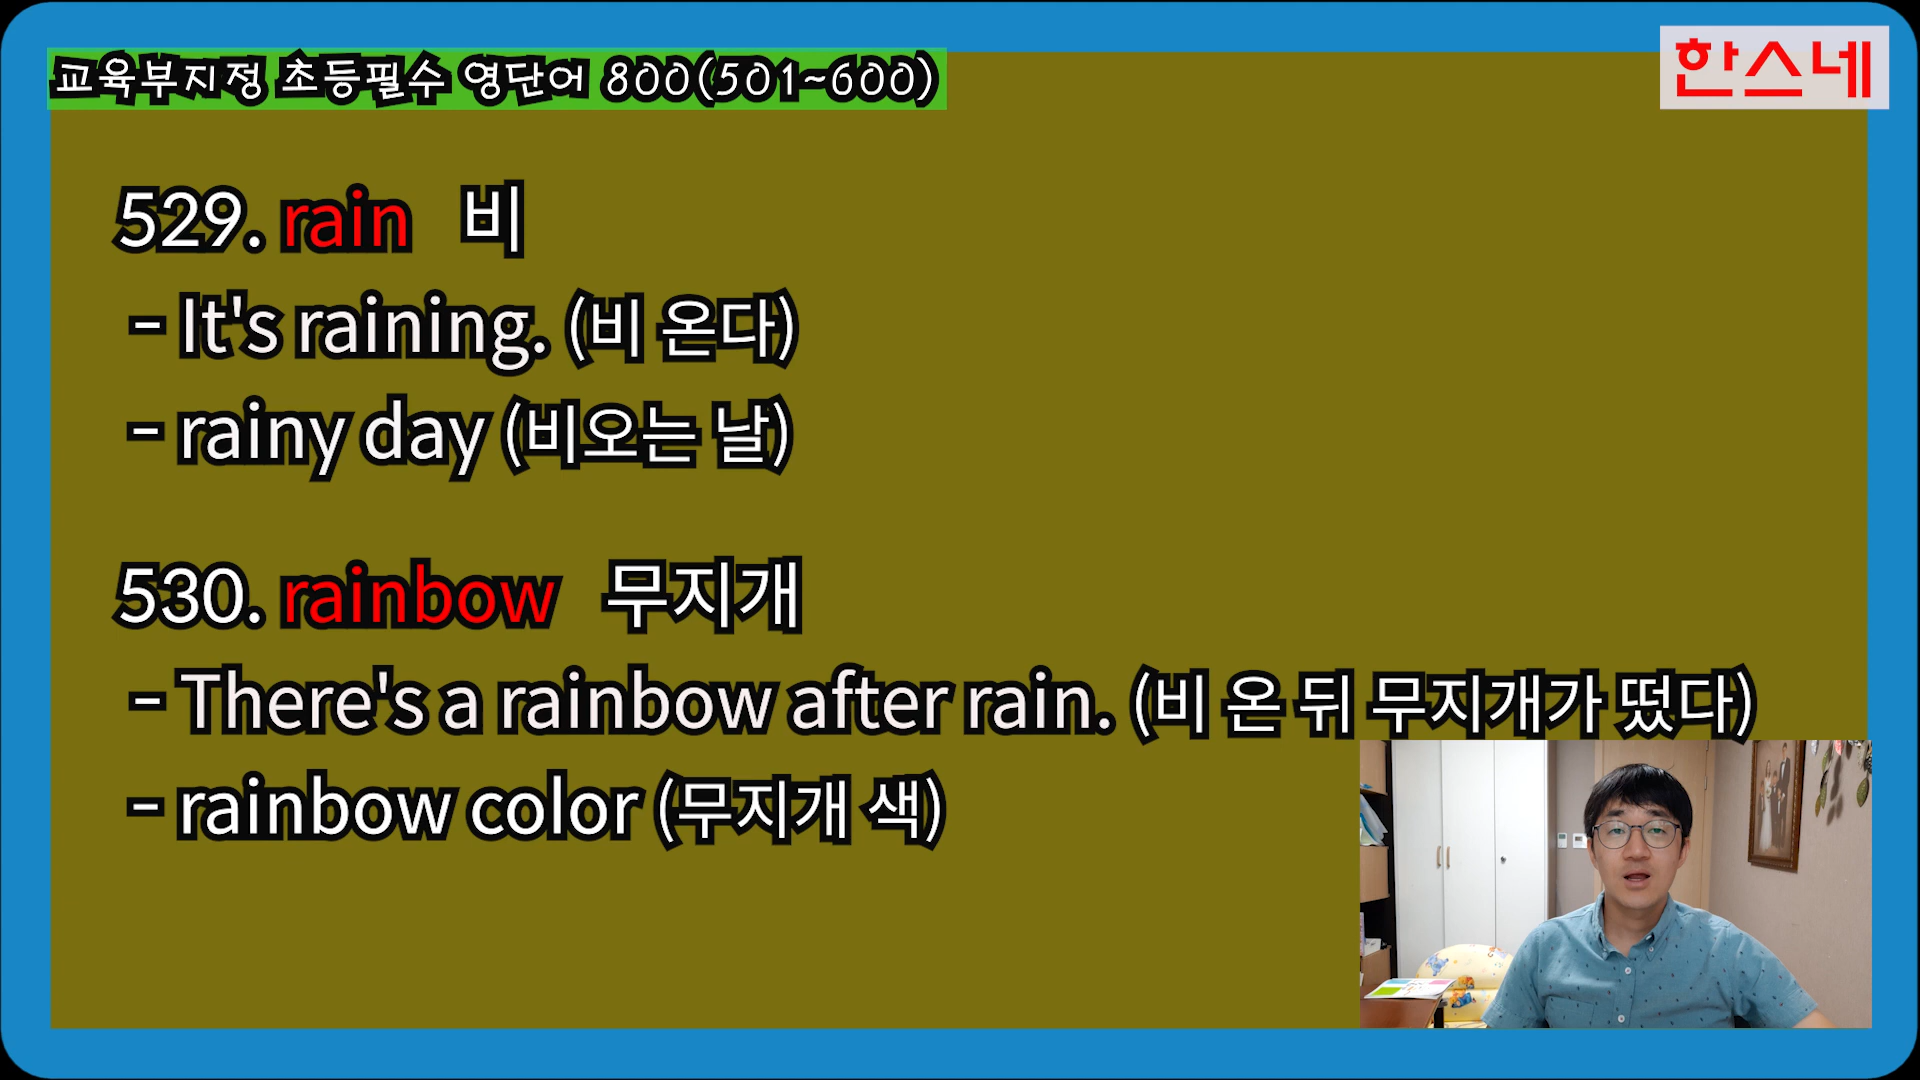 교육부지정 초등필수 영단어 800(501~600)
한스네
529. rain 비
- It's raining. (비 온다)
- rainy day (비오는 날)
530. rainbow 무지개
- There's a rainbow after rain. (비 온 뒤 무지개가 떴다)
- rainbow color (무지개 색)